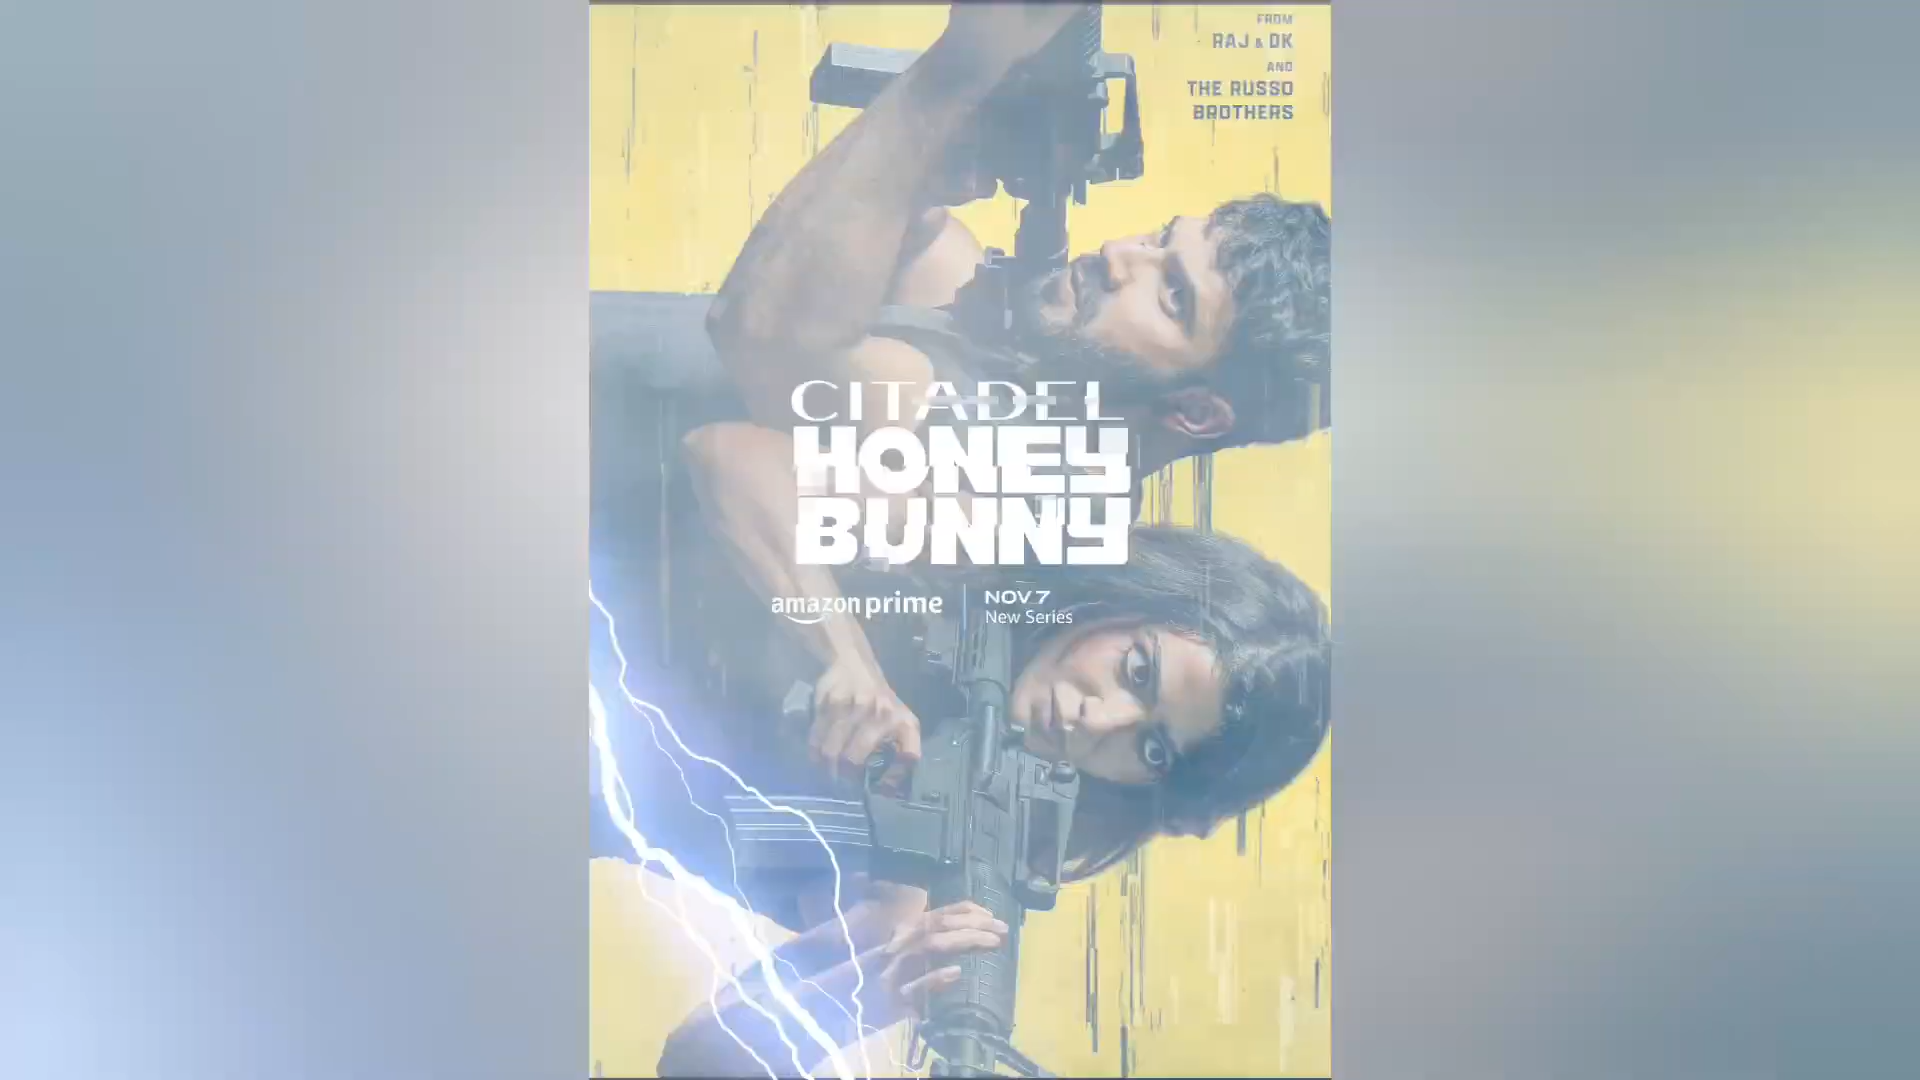 FROM
RAJ & DK
AND
THE RUSSO
BROTHERS
CITADEL
HONEY
BUNNY
amazon prime
NOV 7
New Series